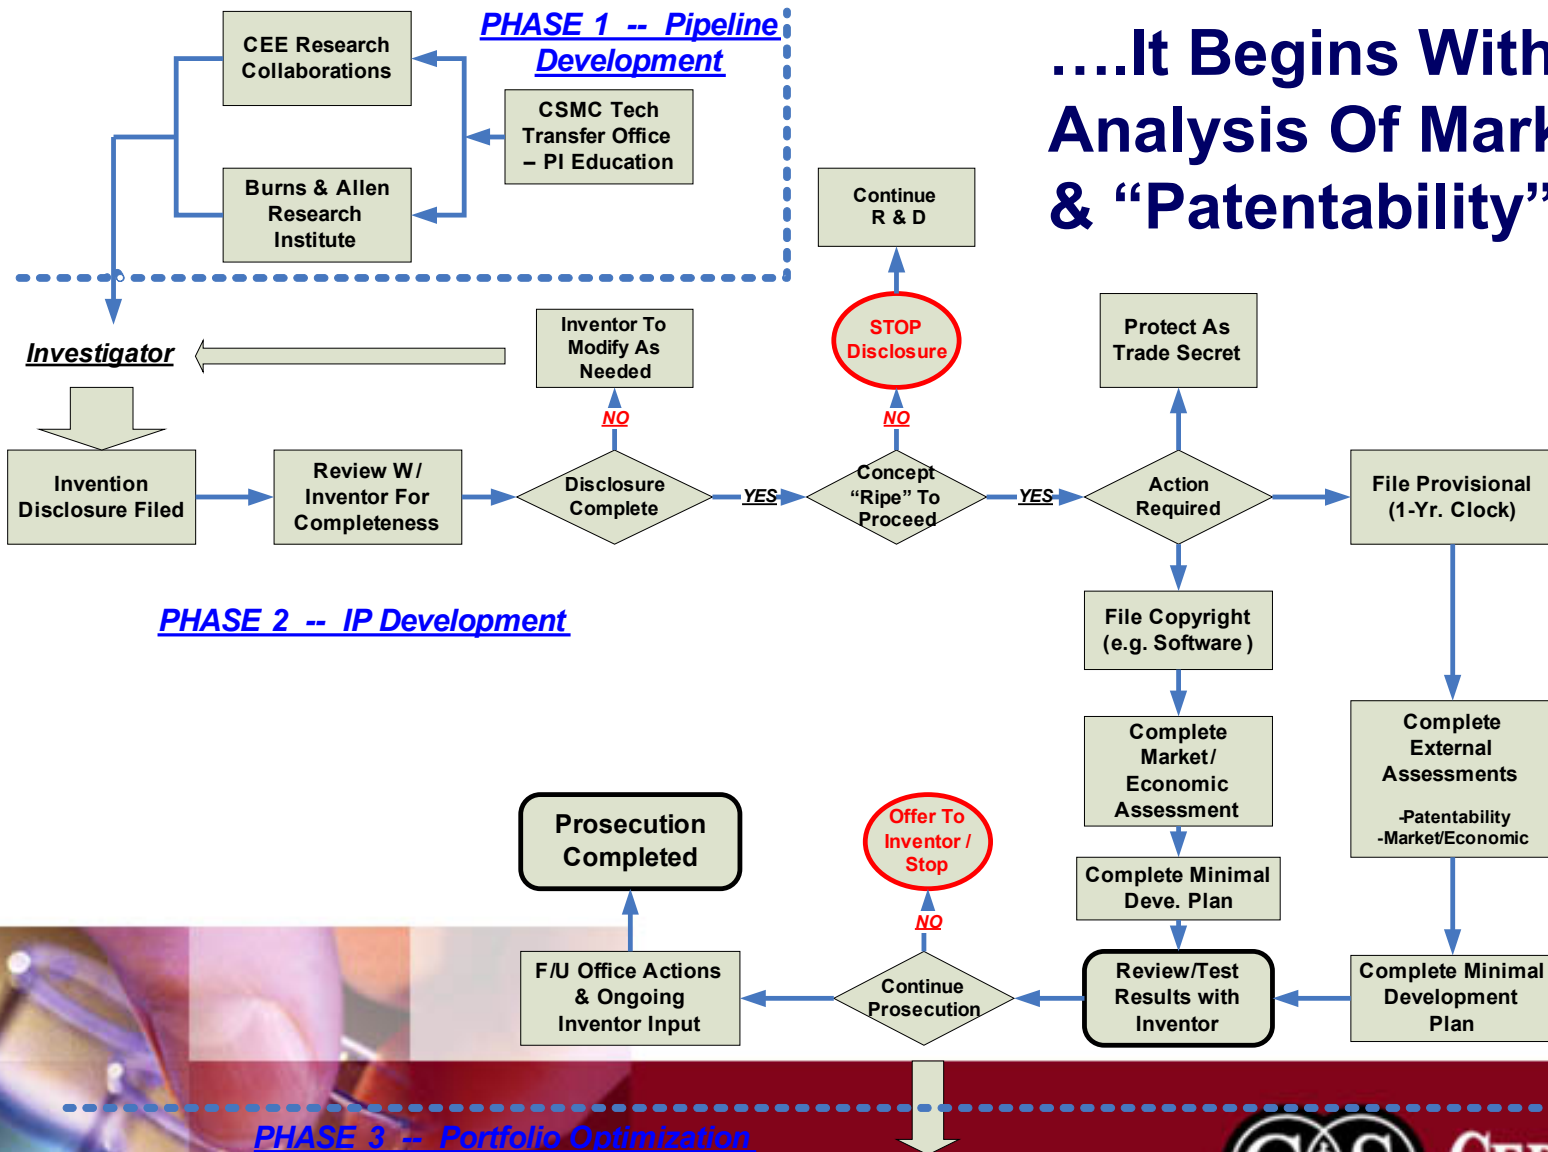 PHASE 1 -- Pipeline
Development
….It Begins With
Analysis Of
& “Patentability”
CEE Research
Collaborations
CSMC Tech
Transfer Office
– PI Education
Burns & Allen
Research
Institute
Continue
R & D
STOP
Disclosure
Protect As
Trade Secret
Inventor To
Modify As
Needed
Investigator
NO
NO
Invention
Disclosure Filed
Review W/
Inventor For
Completeness
Disclosure
Complete
YES
Concept
“Ripe” To
Proceed
YES
Action
Required
File Provisional
(1-Yr. Clock)
PHASE 2 -- IP Development
File Copyright
(e.g. Software )
Complete
Market/
Economic
Assessment
Complete
External
Assessments
-Patentability
-Market/Economic
Prosecution
Completed
Offer To
Inventor /
Stop
Complete Minimal
Deve. Plan
NO
F/U Office Actions
& Ongoing
Inventor Input
Continue
Prosecution
Review/Test
Results with
Inventor
Complete Minimal
Development
Plan
PHASE 3 -- Portfolio Optimization